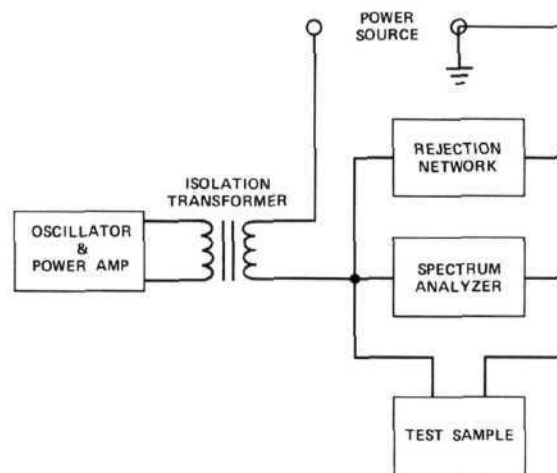 POWER
SOURCE
REJECTION
NETWORK
ISOLATION
TRANSFORMER
OSCILLATOR
&
POWER AMP
SPECTRUM
ANALYZER
TEST SAMPLE